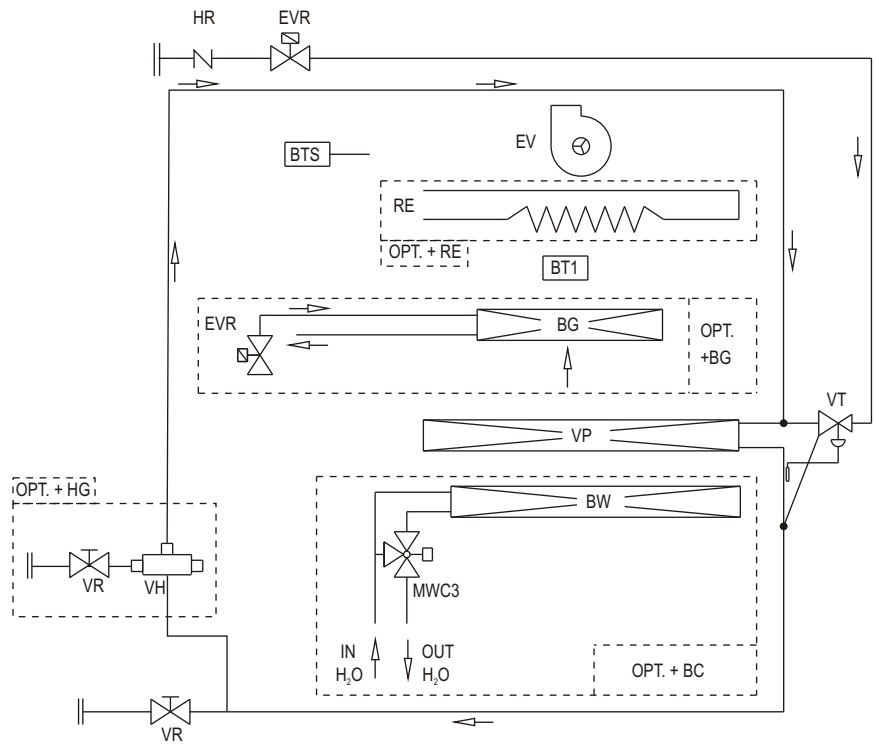 HR EVR
BTS
EV
RE
OPT. + RE
BT1
EVR
BG
OPT.
+BG
VT
VP
OPT. + HG
BW
VR
VH
MWC3
IN
H₂O
OUT
H₂O
OPT. + BC
VR